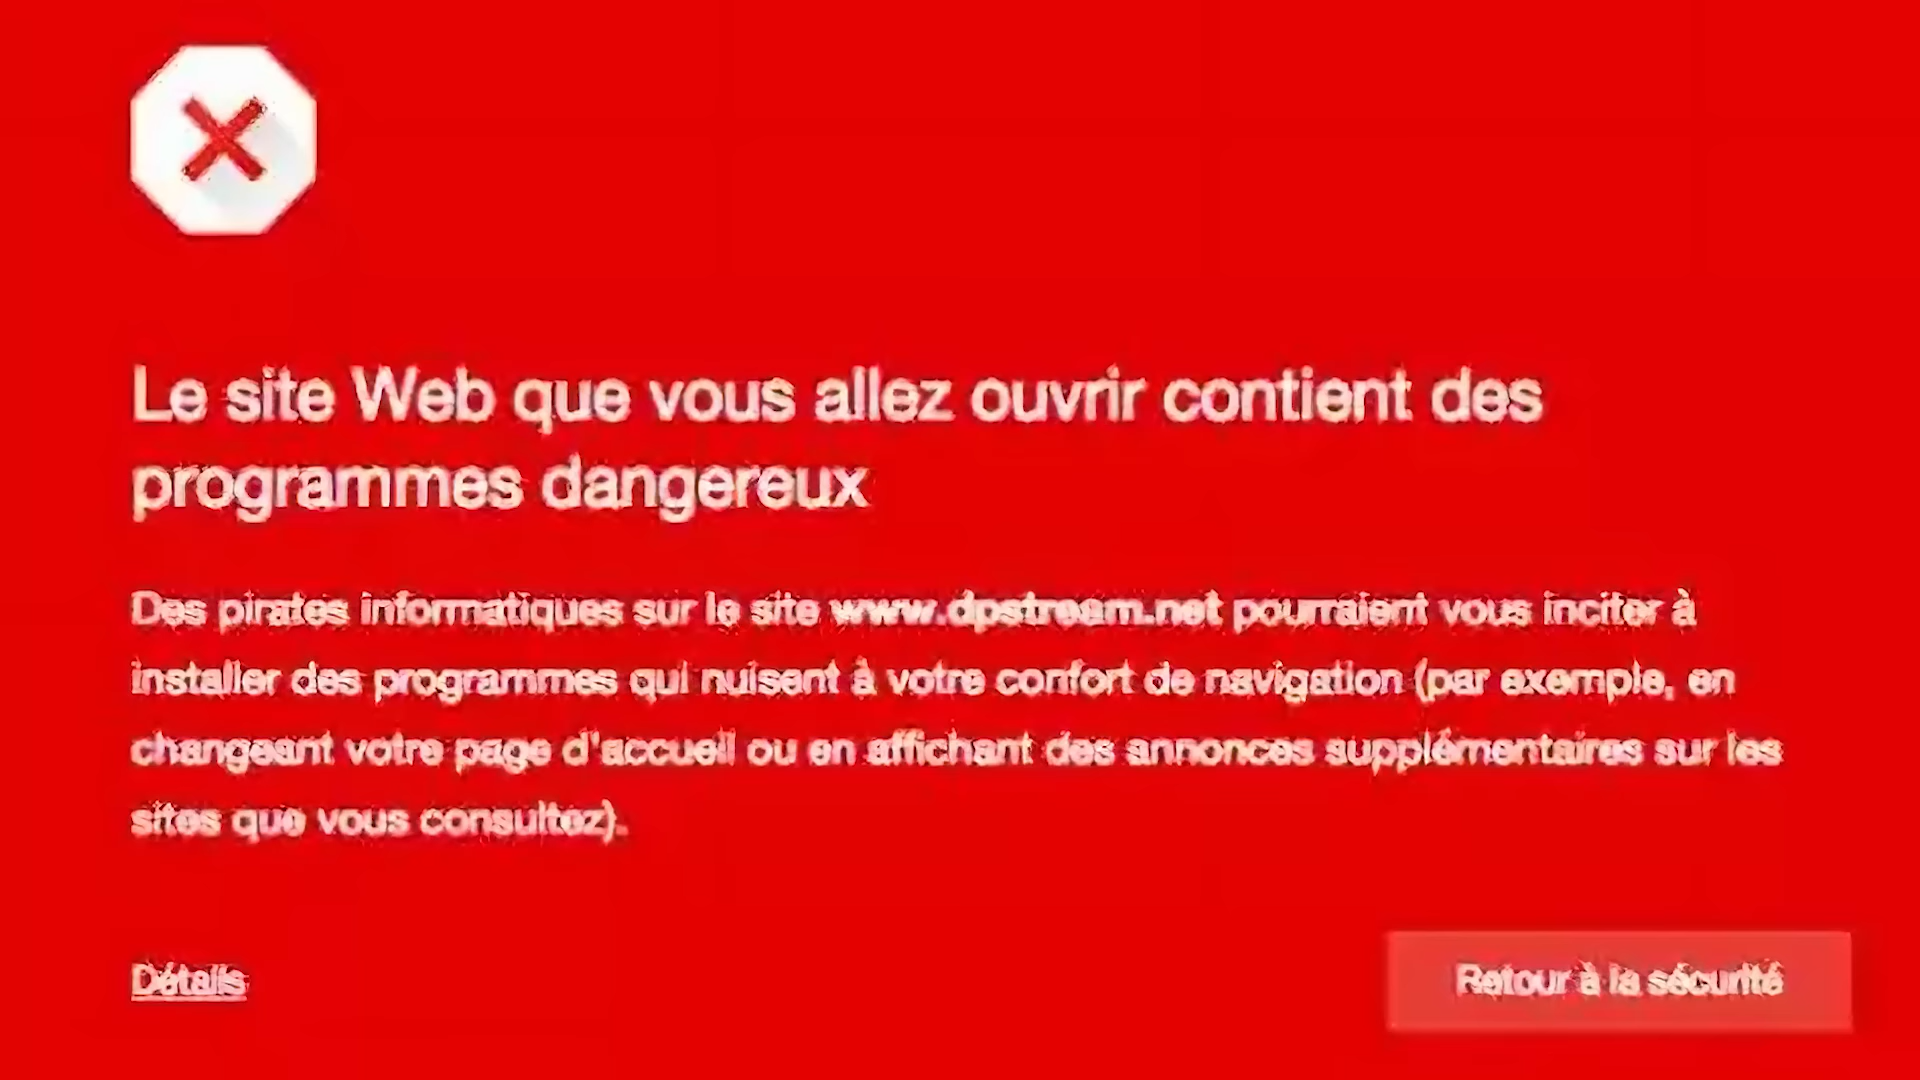 Le site Web que vous allez ouvrir contient des
programmes dangereux
Des pirates informatiques sur le site www.dpstream.net pourraient vous inciter à
installer des programmes qui nuisent à votre confort de navigation (par exemple, en
changeant votre page d'accueil ou en affichant des annonces supplémentaires sur les
sites que vous consultez).
Détails
Retour à la sécurité